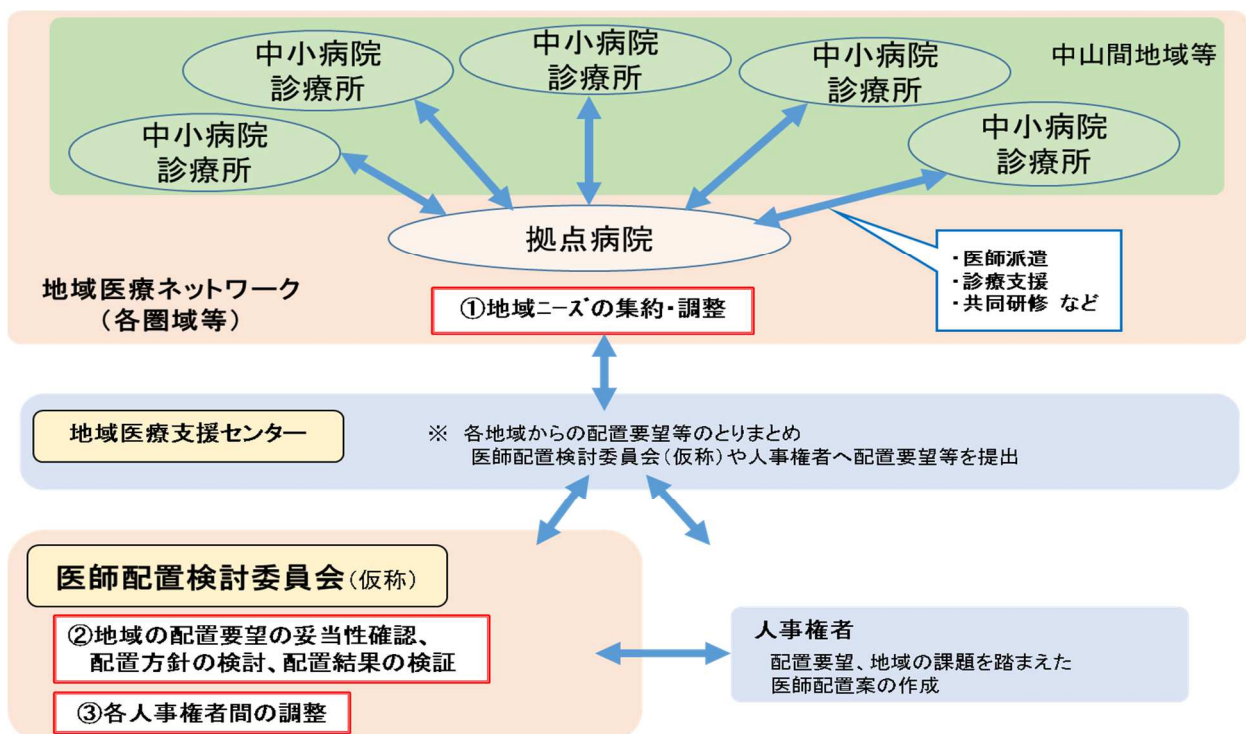 中小病院
診療所
中小病院
診療所
中小病院
診療所
中小病院
診療所
中小病院
診療所
中山間地域等
拠点病院
・医師派遣
・診療支援
・共同研修 など
地域医療ネットワーク
（各圏域等）
①地域ニーズの集約・調整
地域医療支援センター
※ 各地域からの配置要望等のとりまとめ
医師配置検討委員会（仮称）や人事権者へ配置要望等を提出
医師配置検討委員会（仮称）
②地域の配置要望の妥当性確認、
配置方針の検討、配置結果の検証
③各人事権者間の調整
人事権者
配置要望、地域の課題を踏まえた
医師配置案の作成